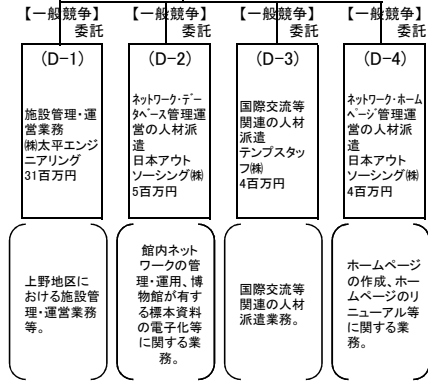 【一般競争】
委託
(D-1)
施設管理・運
営業務
㈱太平エンジ
ニアリング
31百万円
上野地区に
おける施設管
理・運営業務
等。
【一般競争】
委託
(D-2)
ネットワーク・デー
タベース管理運
営の人材派
遣
日本アウト
ソーシング㈱
5百万円
館内ネット
ワークの管
理・運用、博
物館が有す
る標本資料
の電子化等
に関する業
務。
【一般競争】
委託
(D-3)
国際交流等
関連の人材
派遣
テンプスタッ
フ㈱
4百万円
国際交流等
関連の人材
派遣業務。
【一般競争】
委託
(D-4)
ネットワーク・ホーム
ページ管理運
営の人材派
遣
日本アウト
ソーシング㈱
4百万円
ホームページ
の作成、ホー
ムページのリ
ニューアル等
に関する業
務。